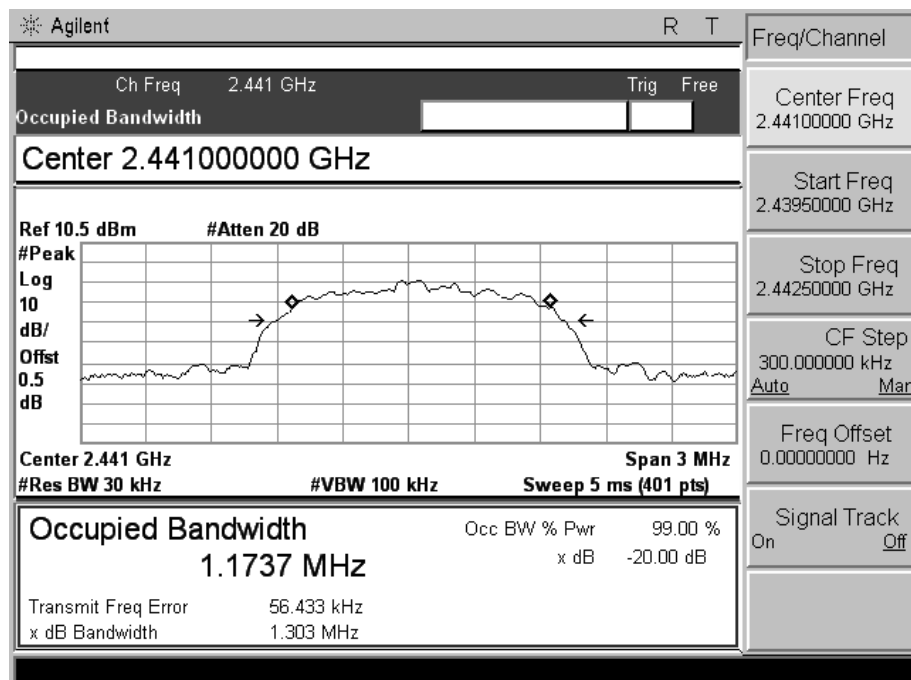 Agilent R T
Freq/Channel
Ch Freq 2.441 GHz Trig Free
Occupied Bandwidth
Center 2.441000000 GHz
Ref 10.5 dBm #Atten 20 dB
#Peak
Log
10
dB/
Offst
0.5
dB
Center 2.441 GHz Span 3 MHz
#Res BW 30 kHz #VBW 100 kHz Sweep 5 ms (401 pts)
Occupied Bandwidth
1.1737 MHz
Occ BW % Pwr 99.00 %
x dB -20.00 dB
Transmit Freq Error 56.433 kHz
x dB Bandwidth 1.303 MHz
Center Freq
2.44100000 GHz
Start Freq
2.43950000 GHz
Stop Freq
2.44250000 GHz
CF Step
300.000000 kHz
Auto Man
Freq Offset
0.00000000 Hz
Signal Track
On Off